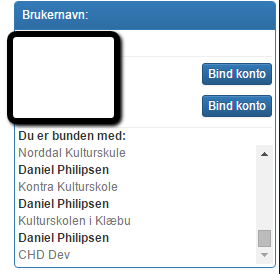 Brukernavn:
Bind konto
Bind konto
Du er bunden med:
Norddal Kulturskule
Daniel Philipsen
Kontra Kulturskole
Daniel Philipsen
Kulturskolen i Klæbu
Daniel Philipsen
CHD Dev